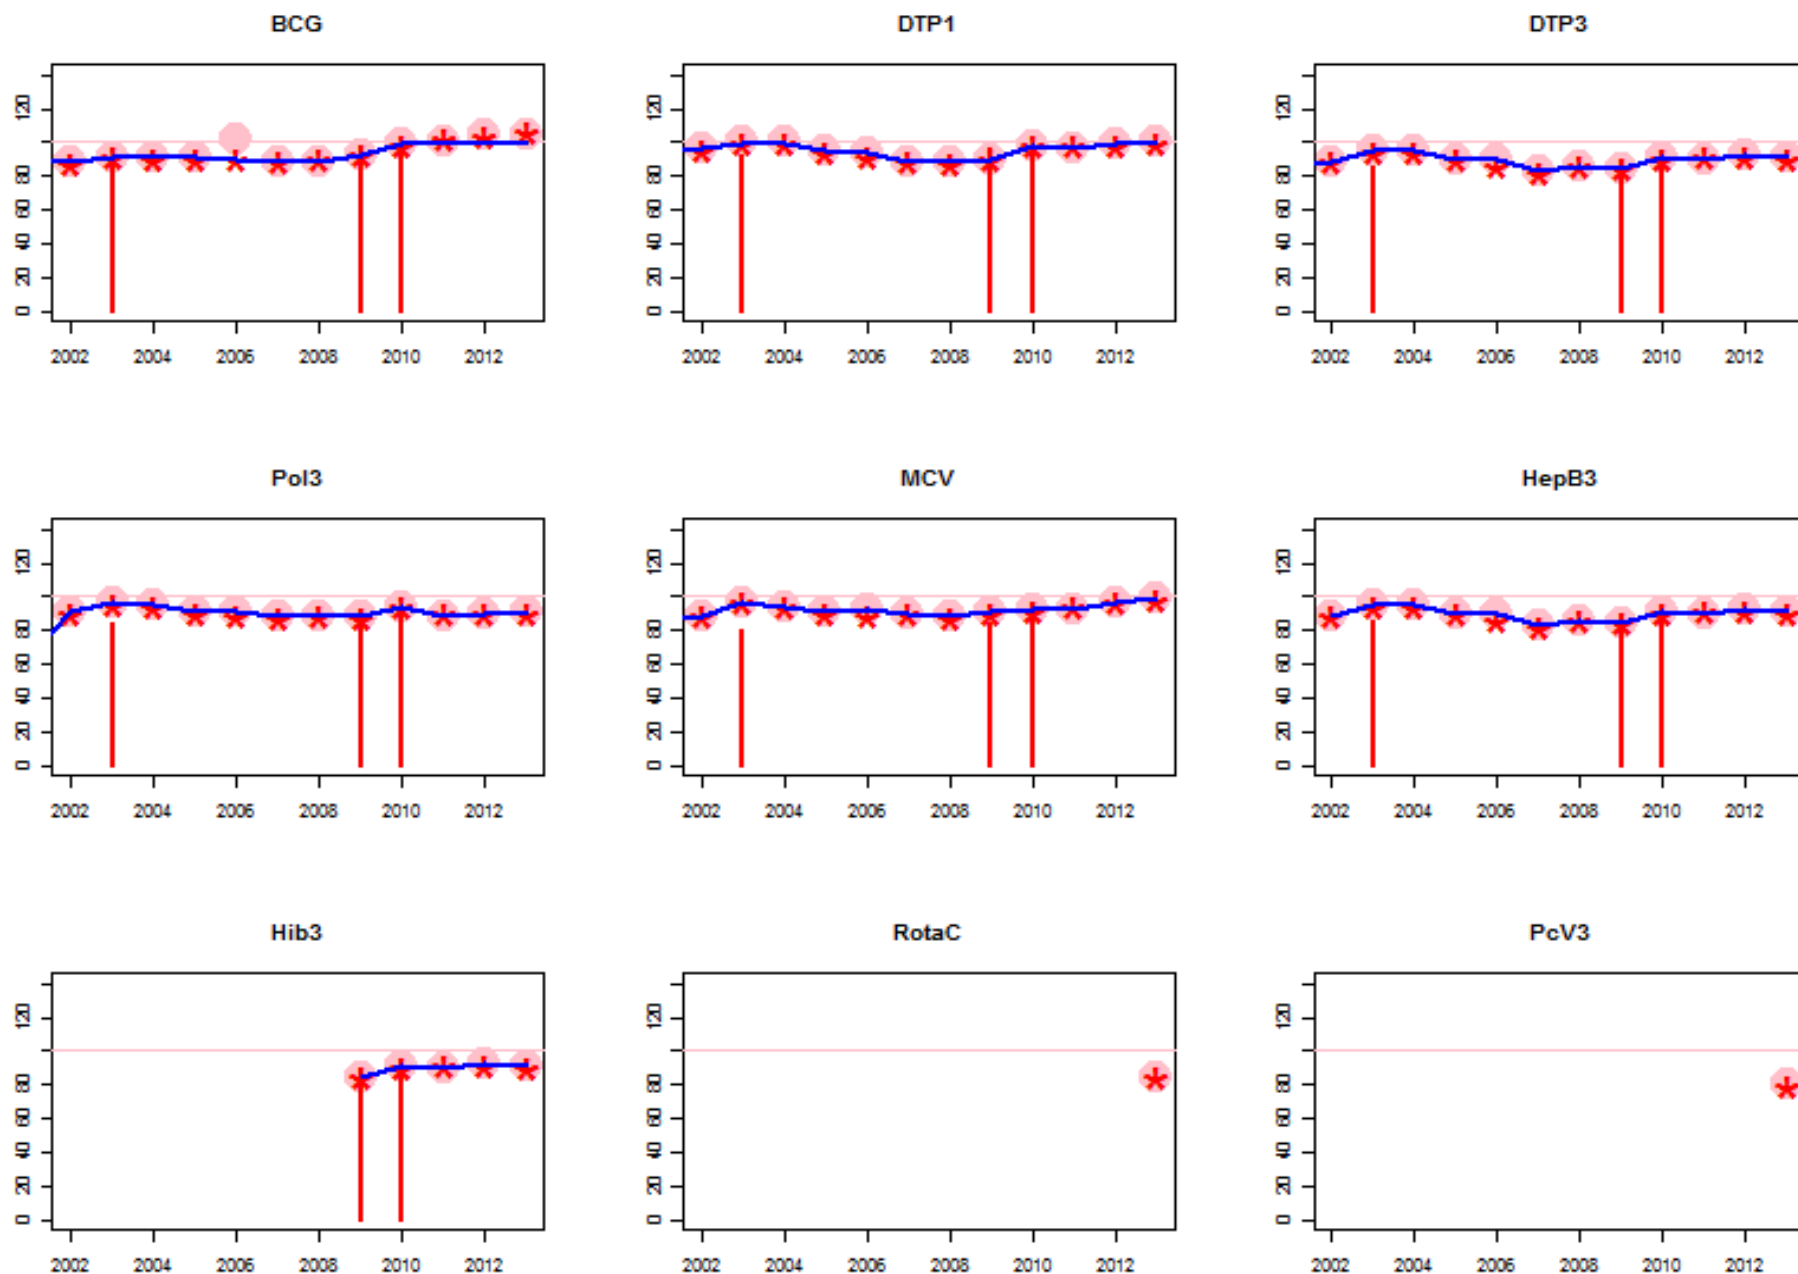 BCG DTP1 DTP3
0 20 40 60 80 120 0 20 40 60 80 120 0 20 40 60 80 120
2002 2004 2006 2008 2010 2012 2002 2004 2006 2008 2010 2012 2002 2004 2006 2008 2010 2012
Pol3 MCV HepB3
0 20 40 60 80 120 0 20 40 60 80 120 0 20 40 60 80 120
2002 2004 2006 2008 2010 2012 2002 2004 2006 2008 2010 2012 2002 2004 2006 2008 2010 2012
Hib3 RotaC PcV3
0 20 40 60 80 120 0 20 40 60 80 120 0 20 40 60 80 120
2002 2004 2006 2008 2010 2012 2002 2004 2006 2008 2010 2012 2002 2004 2006 2008 2010 2012